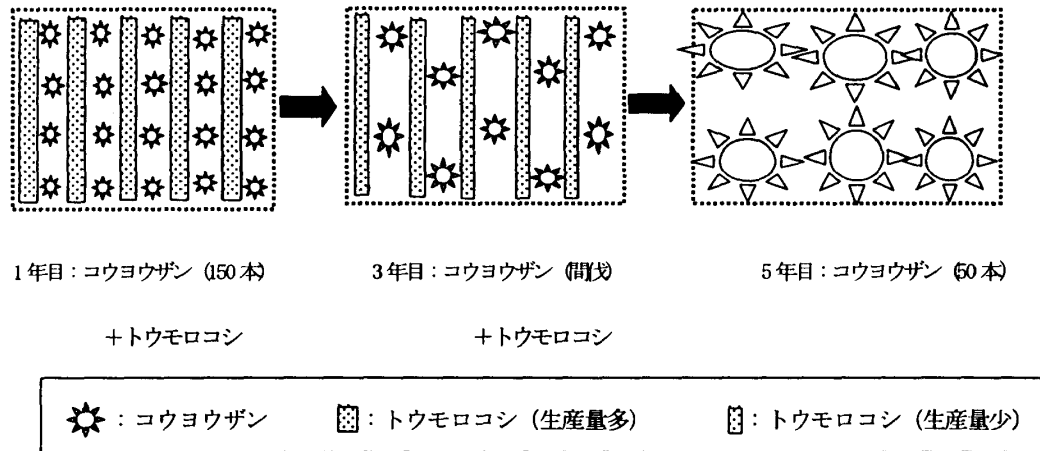 1年目：コウヨウザン（150本） 3年目：コウヨウザン（間伐） 5年目：コウヨウザン（50本）
＋トウモロコシ ＋トウモロコシ
：コウヨウザン ：トウモロコシ（生産量多） ：トウモロコシ（生産量少）